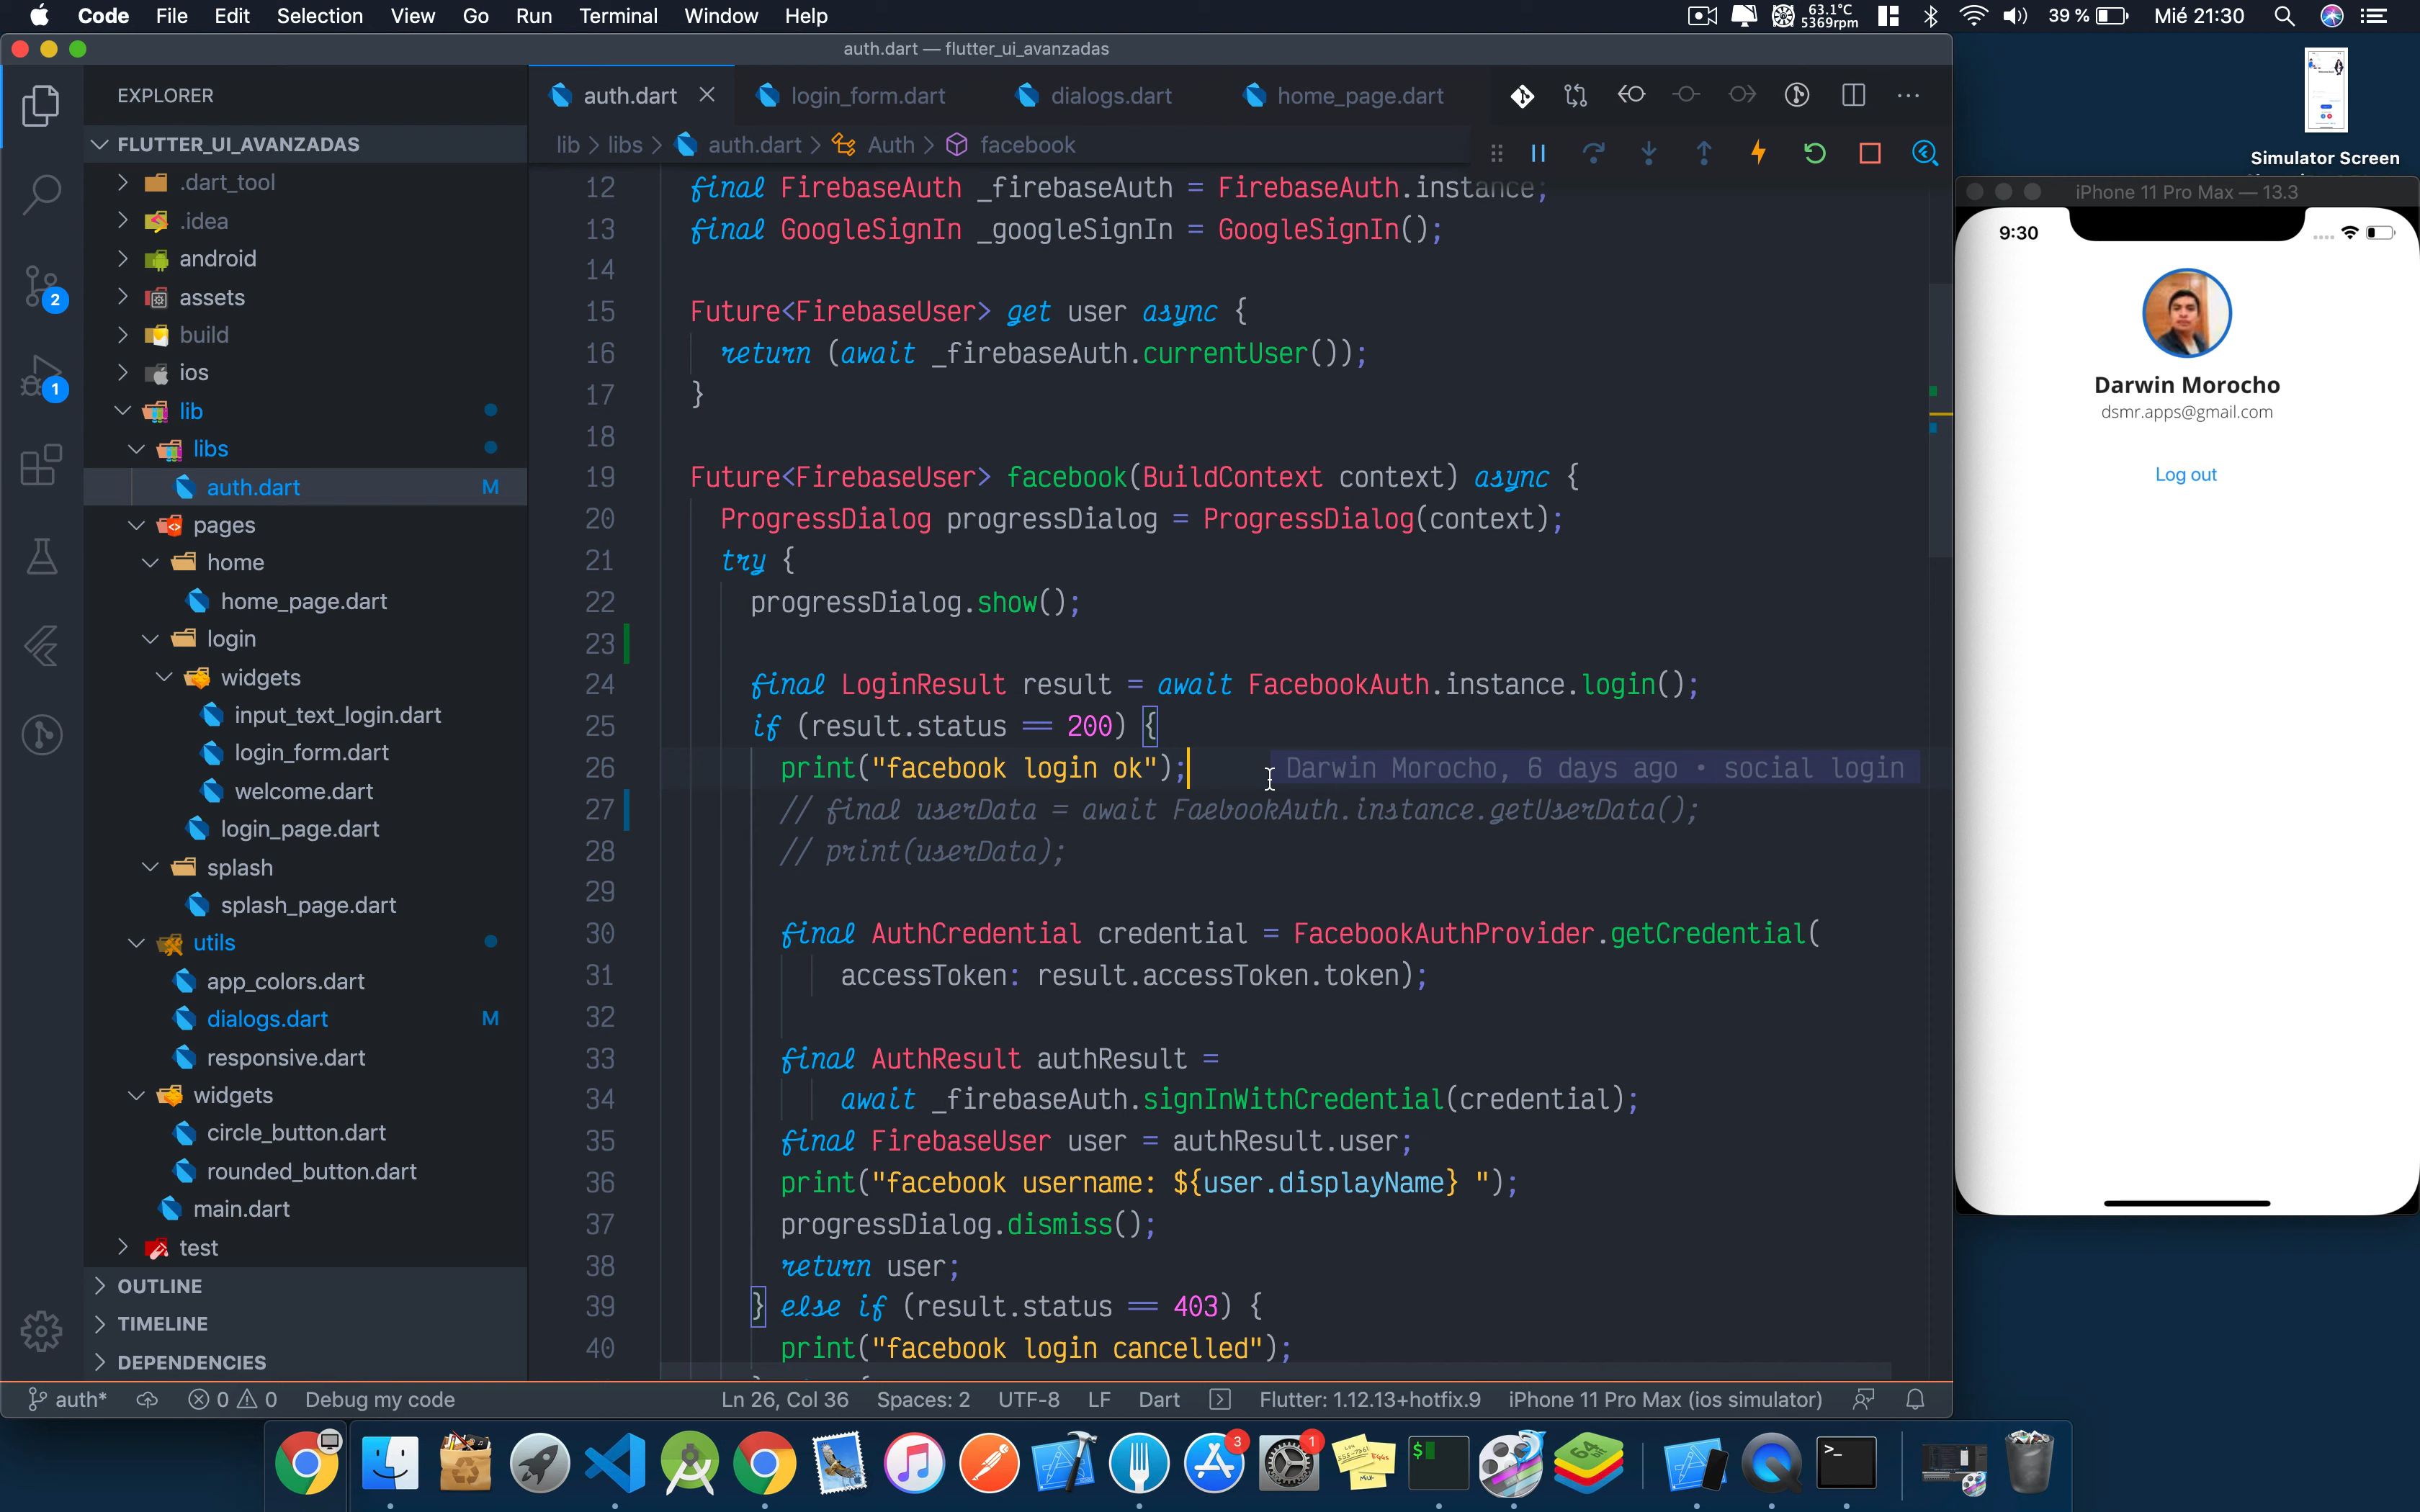 Code File Edit Selection View Go Run Terminal Window Help
63.1°C
5369rpm
39 % Mié 21:30
auth.dart — flutter_ui_avanzadas
EXPLORER
FLUTTER_UI_AVANZADAS
.dart_tool
.idea
android
assets
build
ios
lib
libs
auth.dart M
pages
home
home_page.dart
login
widgets
input_text_login.dart
login_form.dart
welcome.dart
login_page.dart
splash
splash_page.dart
utils
app_colors.dart
dialogs.dart M
responsive.dart
widgets
circle_button.dart
rounded_button.dart
main.dart
test
OUTLINE
TIMELINE
DEPENDENCIES
2
1
auth.dart login_form.dart dialogs.dart home_page.dart
lib > libs > auth.dart > Auth > facebook
12 final FirebaseAuth _firebaseAuth = FirebaseAuth.instance;
13 final GoogleSignIn _googleSignIn = GoogleSignIn();
14
15 Future<FirebaseUser> get user async {
16 return (await _firebaseAuth.currentUser());
17 }
18
19 Future<FirebaseUser> facebook(BuildContext context) async {
20 ProgressDialog progressDialog = ProgressDialog(context);
21 try {
22 progressDialog.show();
23
24 final LoginResult result = await FacebookAuth.instance.login();
25 if (result.status == 200) {
26 print("facebook login ok"); Darwin Morocho, 6 days ago • social login
27 // final userData = await FaebookAuth.instance.getUserData();
28 // print(userData);
29
30 final AuthCredential credential = FacebookAuthProvider.getCredential(
31 accessToken: result.accessToken.token);
32
33 final AuthResult authResult =
34 await _firebaseAuth.signInWithCredential(credential);
35 final FirebaseUser user = authResult.user;
36 print("facebook username: ${user.displayName} ");
37 progressDialog.dismiss();
38 return user;
39 } else if (result.status == 403) {
40 print("facebook login cancelled");
auth* 0 0 Debug my code Ln 26, Col 36 Spaces: 2 UTF-8 LF Dart Flutter: 1.12.13+hotfix.9 iPhone 11 Pro Max (ios simulator)
Simulator Screen
iPhone 11 Pro Max — 13.3
9:30
Darwin Morocho
dsmr.apps@gmail.com
Log out
3
1
$
64
>_